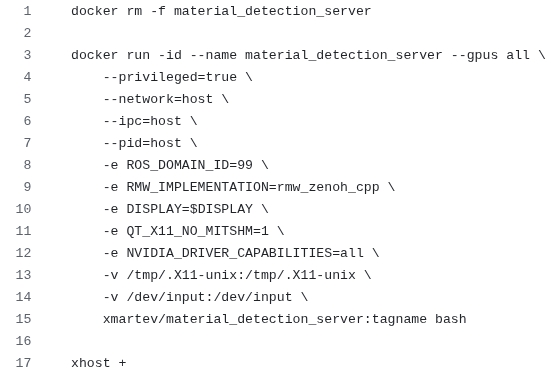 1 docker rm -f material_detection_server
2
3 docker run -id --name material_detection_server --gpus all \
4 --privileged=true \
5 --network=host \
6 --ipc=host \
7 --pid=host \
8 -e ROS_DOMAIN_ID=99 \
9 -e RMW_IMPLEMENTATION=rmw_zenoh_cpp \
10 -e DISPLAY=$DISPLAY \
11 -e QT_X11_NO_MITSHM=1 \
12 -e NVIDIA_DRIVER_CAPABILITIES=all \
13 -v /tmp/.X11-unix:/tmp/.X11-unix \
14 -v /dev/input:/dev/input \
15 xmartev/material_detection_server:tagname bash
16
17 xhost +